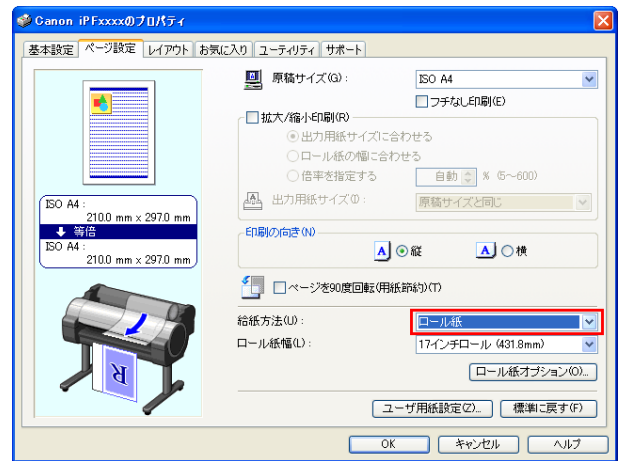 Canon iPFxxxxのプロパティ
基本設定 ページ設定 レイアウト お気に入り ユーティリティ サポート
原稿サイズ(G): ISO A4
フチなし印刷(E)
拡大/縮小印刷(R)
出力用紙サイズに合わせる
ロール紙の幅に合わせる
倍率を指定する 自動 % (5~600)
出力用紙サイズ(I): 原稿サイズと同じ
ISO A4 :
210.0 mm × 297.0 mm
等倍
ISO A4 :
210.0 mm × 297.0 mm
印刷の向き(N)
A 縦 A 横
ページを90度回転(用紙節約)(T)
給紙方法(U): ロール紙
ロール紙幅(L): 17インチロール (431.8mm)
ロール紙オプション(O)...
R
ユーザ用紙設定(Z)... 標準に戻す(F)
OK キャンセル ヘルプ